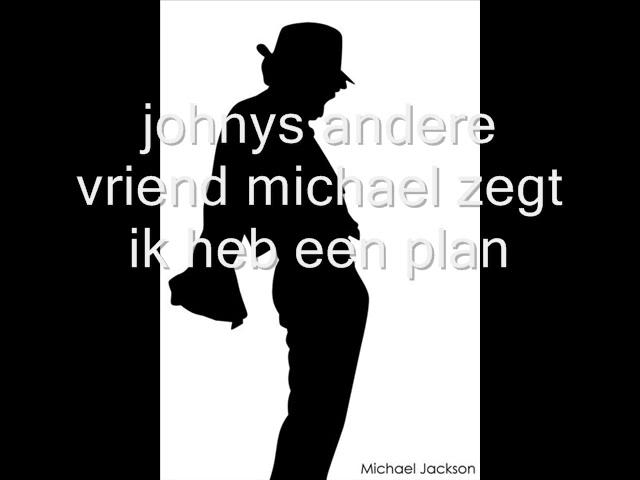 johnys andere
vriend michael zegt
ik heb een plan
Michael Jackson